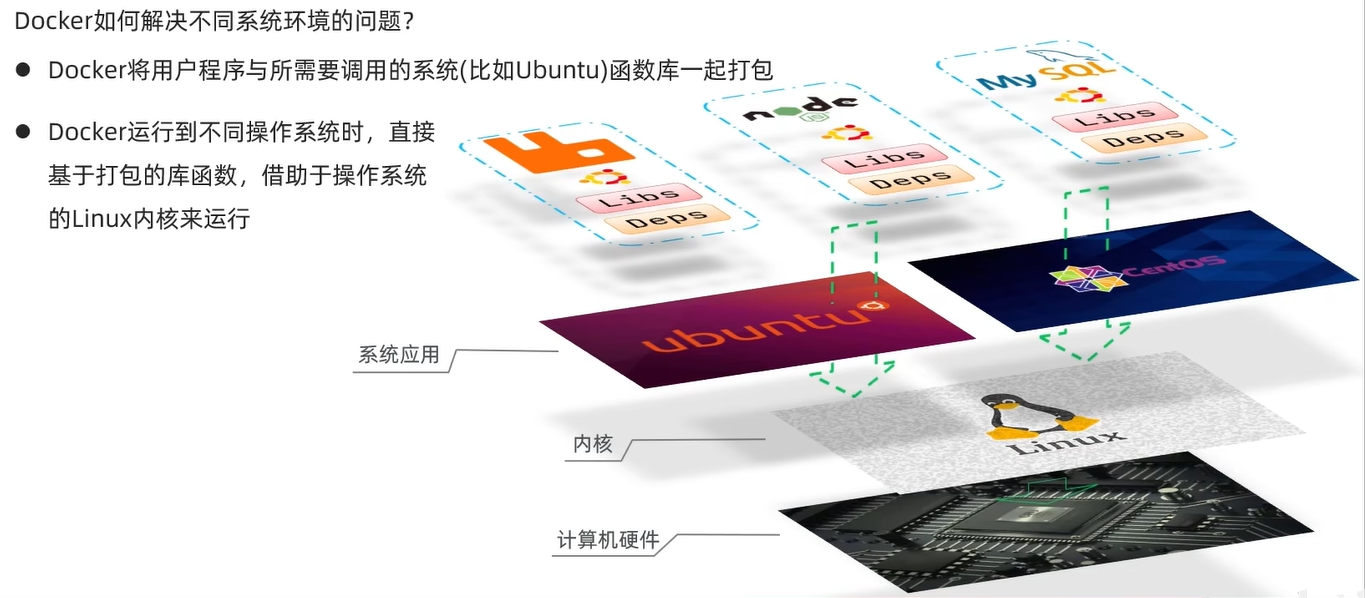 Docker如何解决不同系统环境的问题?
Docker将用户程序与所需要调用的系统(比如Ubuntu)函数库一起打包
Docker运行到不同操作系统时，直接
基于打包的库函数，借助于操作系统
的Linux内核来运行
Libs
Deps
node
JS
Libs
Deps
MySQL
Libs
Deps
ubuntu
CentOS
系统应用
内核
Linux
计算机硬件